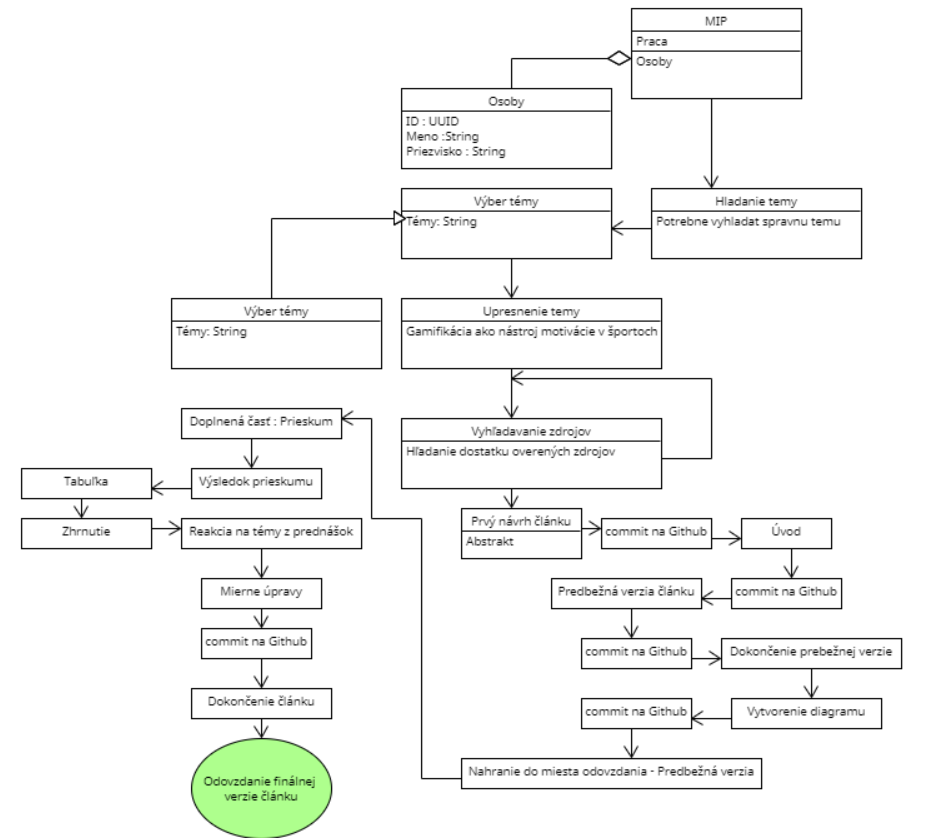 MIP
Praca
Osoby
Osoby
ID : UUID
Meno :String
Priezvisko : String
Výber témy
Témy: String
Hladanie temy
Potrebne vyhladat spravnu temu
Výber témy
Témy: String
Upresnenie temy
Gamifikácia ako nástroj motivácie v športoch
Vyhľadavanie zdrojov
Hľadanie dostatku overených zdrojov
Prvý návrh článku
Abstrakt
commit na Github
Úvod
commit na Github
Predbežná verzia článku
commit na Github
Dokončenie prebežnej verzie
Vytvorenie diagramu
commit na Github
Nahranie do miesta odovzdania - Predbežná verzia
Doplnená časť : Prieskum
Výsledok prieskumu
Tabuľka
Zhrnutie
Reakcia na témy z prednášok
Mierne úpravy
commit na Github
Dokončenie článku
Odovzdanie finálnej
verzie článku